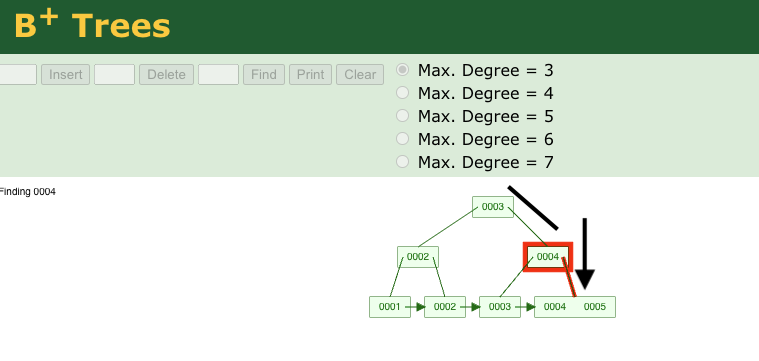 B+ Trees
Insert Delete Find Print Clear
Max. Degree = 3
Max. Degree = 4
Max. Degree = 5
Max. Degree = 6
Max. Degree = 7
Finding 0004
0003
0002 0004
0001 0002 0003 0004 0005